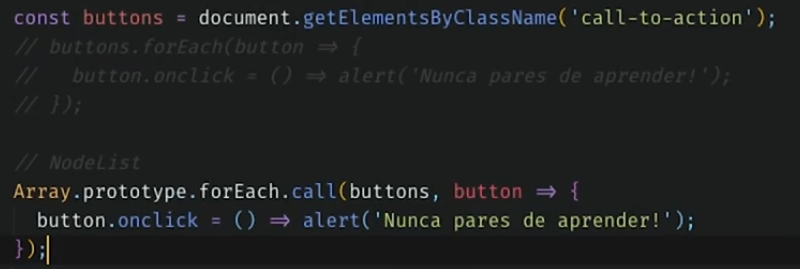 const buttons = document.getElementsByClassName('call-to-action');
// buttons.forEach(button => {
//   button.onclick = () => alert('Nunca pares de aprender!');
// });
// NodeList
Array.prototype.forEach.call(buttons, button => {
  button.onclick = () => alert('Nunca pares de aprender!');
});